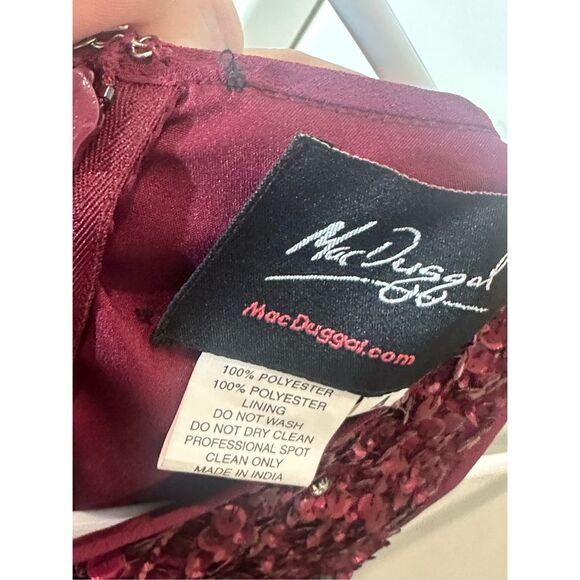 Mac Duggal
MacDuggal.com
100% POLYESTER
100% POLYESTER
LINING
DO NOT WASH
DO NOT DRY CLEAN
PROFESSIONAL SPOT
CLEAN ONLY
MADE IN INDIA